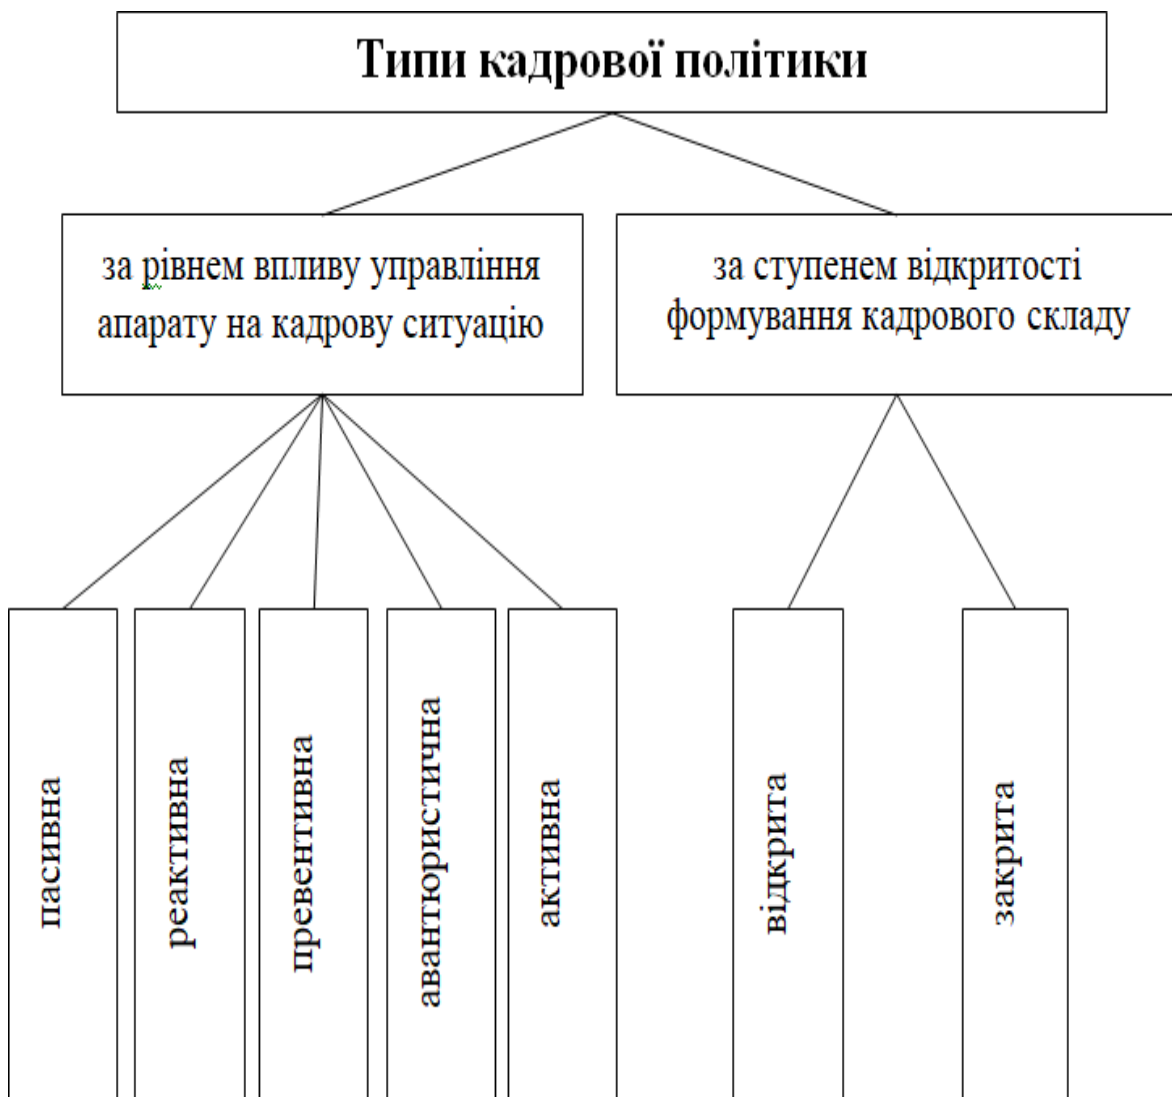 Типи кадрової політики
за рівнем впливу управління
апарату на кадрову ситуацію
за ступенем відкритості
формування кадрового складу
пасивна
реактивна
превентивна
авантюристична
активна
відкрита
закрита